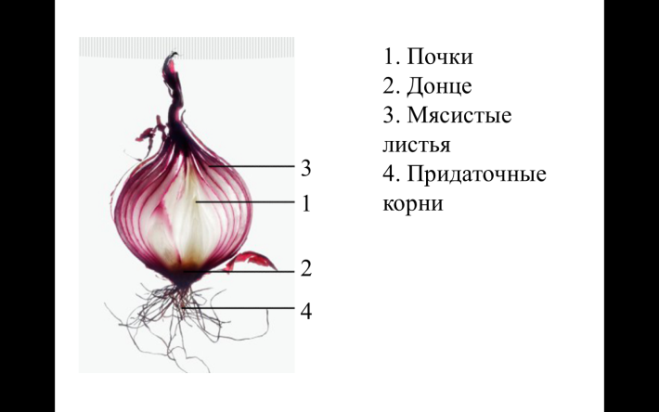 3
1
2
4
1. Почки
2. Донце
3. Мясистые
листья
4. Придаточные
корни